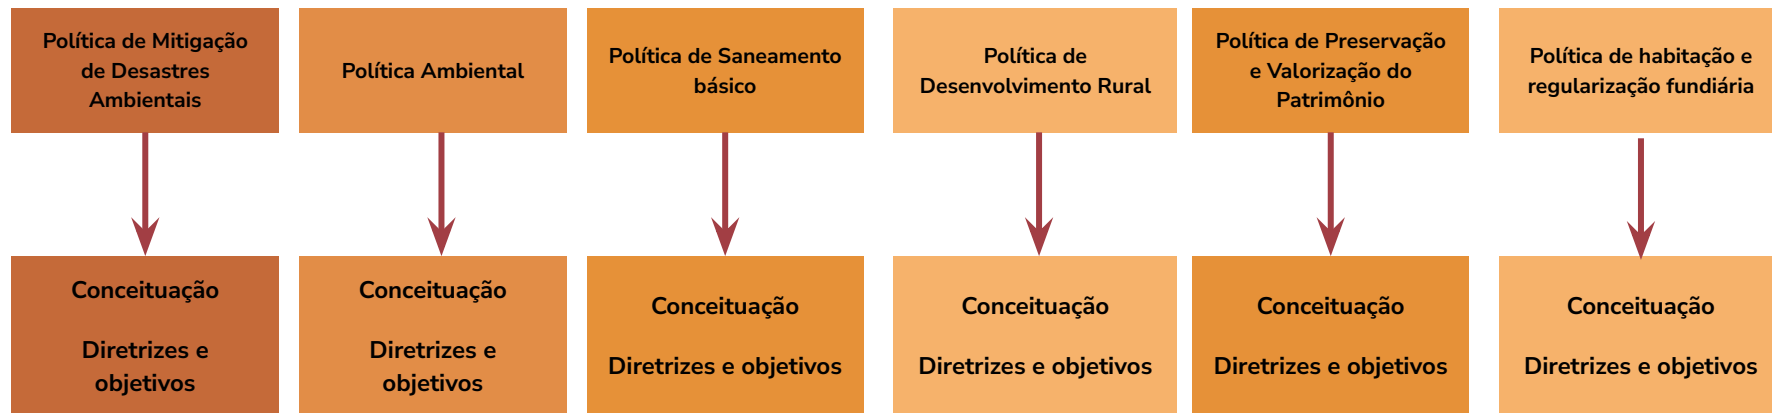 Política de Mitigação
de Desastres
Ambientais
Política Ambiental
Política de Saneamento
básico
Política de
Desenvolvimento Rural
Política de Preservação
e Valorização do
Patrimônio
Política de habitação e
regularização fundiária
Conceituação
Diretrizes e
objetivos
Conceituação
Diretrizes e
objetivos
Conceituação
Diretrizes e objetivos
Conceituação
Diretrizes e objetivos
Conceituação
Diretrizes e objetivos
Conceituação
Diretrizes e objetivos